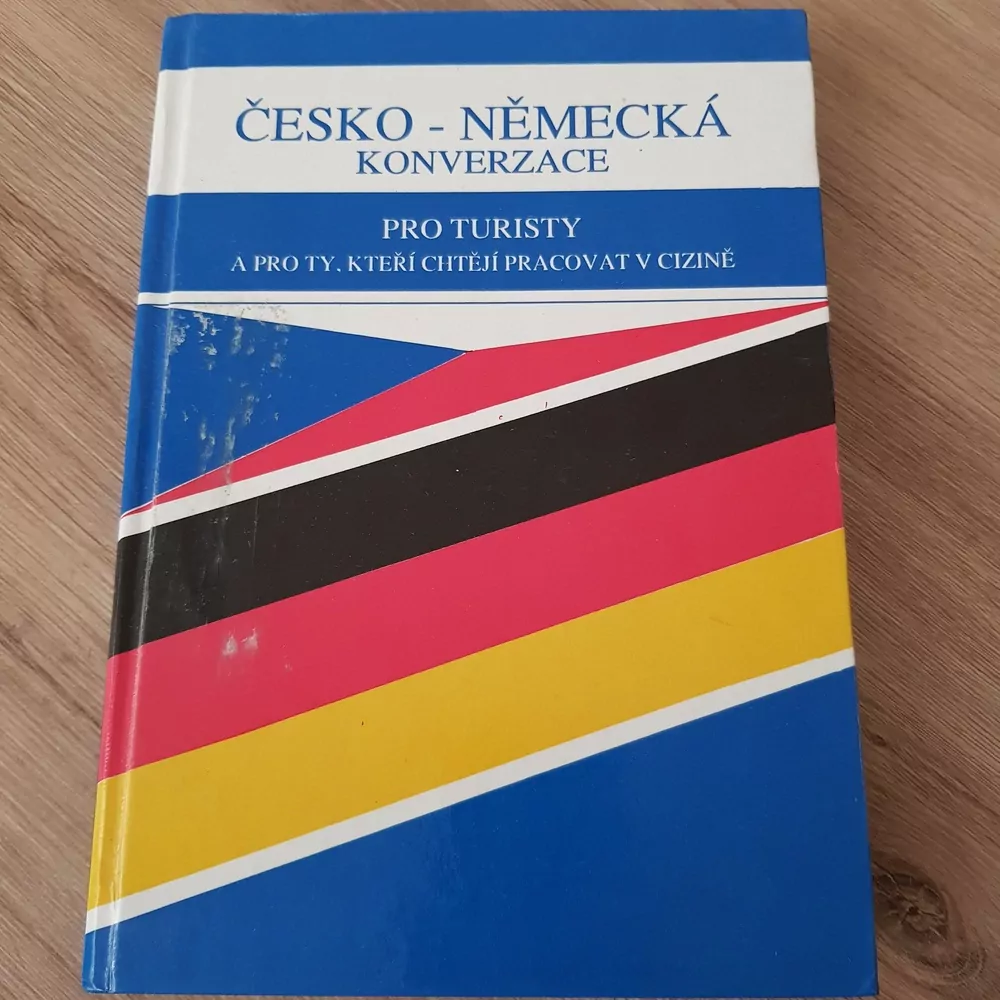 ČESKO - NĚMECKÁ
KONVERZACE
PRO TURISTY
A PRO TY, KTEŘÍ CHTĚJÍ PRACOVAT V CIZINĚ